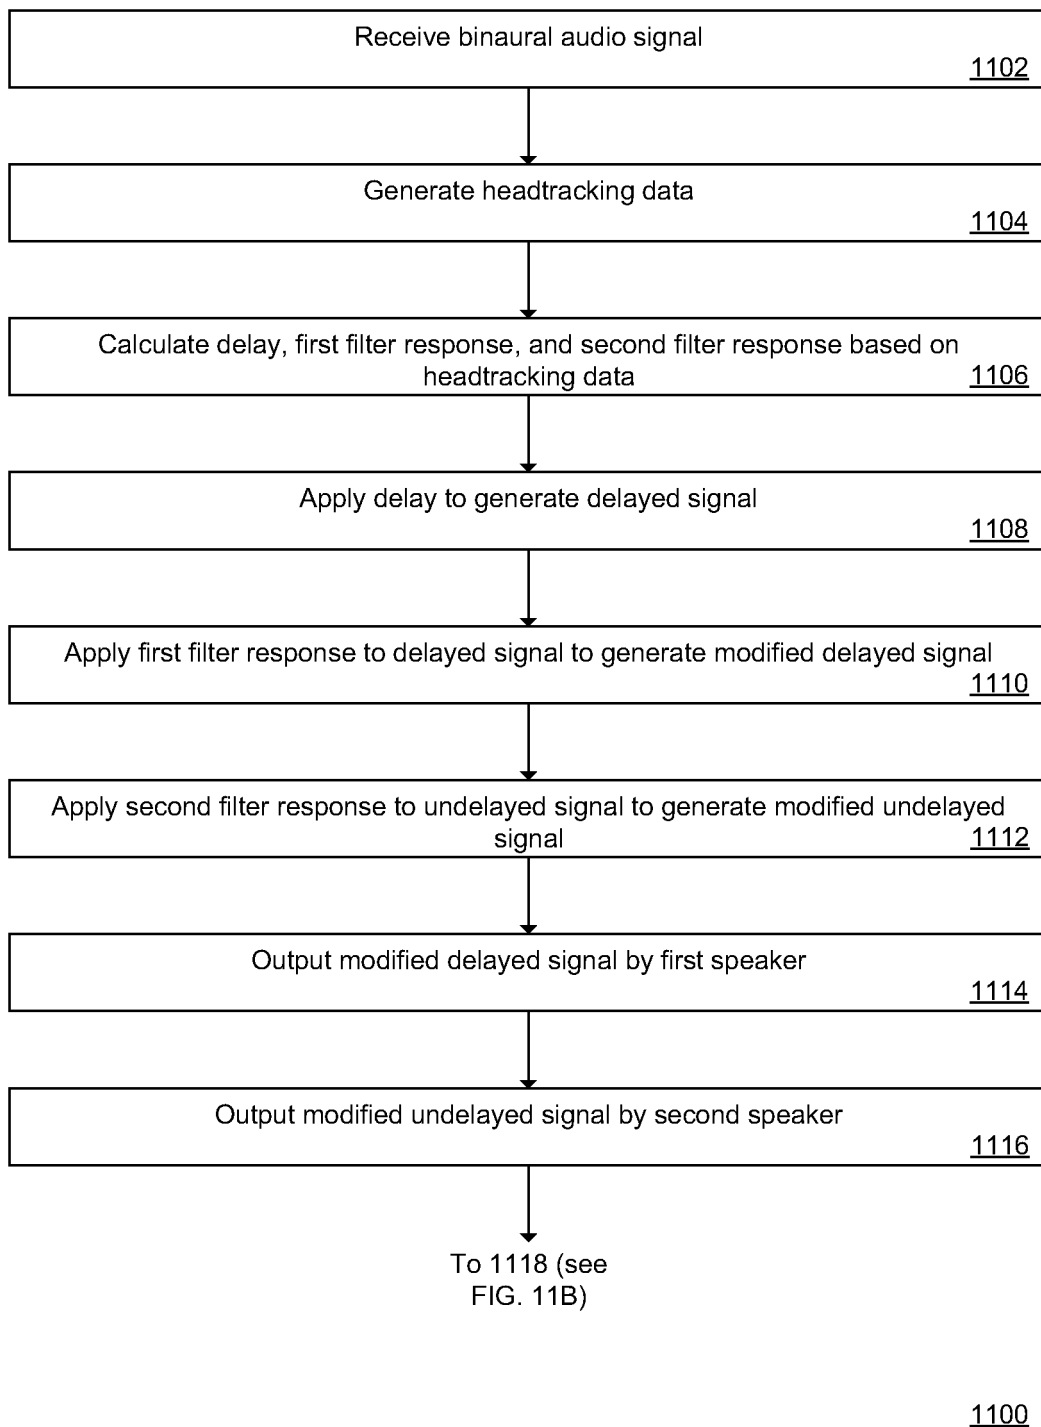 Receive binaural audio signal
1102
Generate headtracking data
1104
Calculate delay, first filter response, and second filter response based on
headtracking data
1106
Apply delay to generate delayed signal
1108
Apply first filter response to delayed signal to generate modified delayed signal
1110
Apply second filter response to undelayed signal to generate modified undelayed
signal
1112
Output modified delayed signal by first speaker
1114
Output modified undelayed signal by second speaker
1116
To 1118 (see
FIG. 11B)
1100